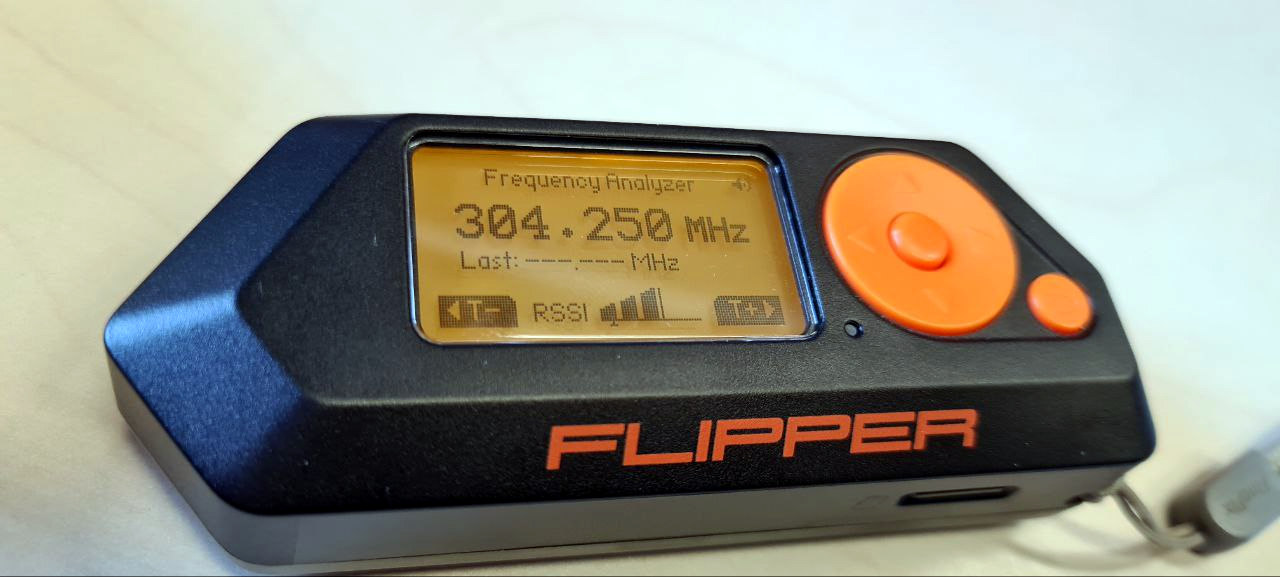 Frequency Analyzer
304.250 MHz
Last: ---.--- MHz
T- RSSI T+
FLIPPER